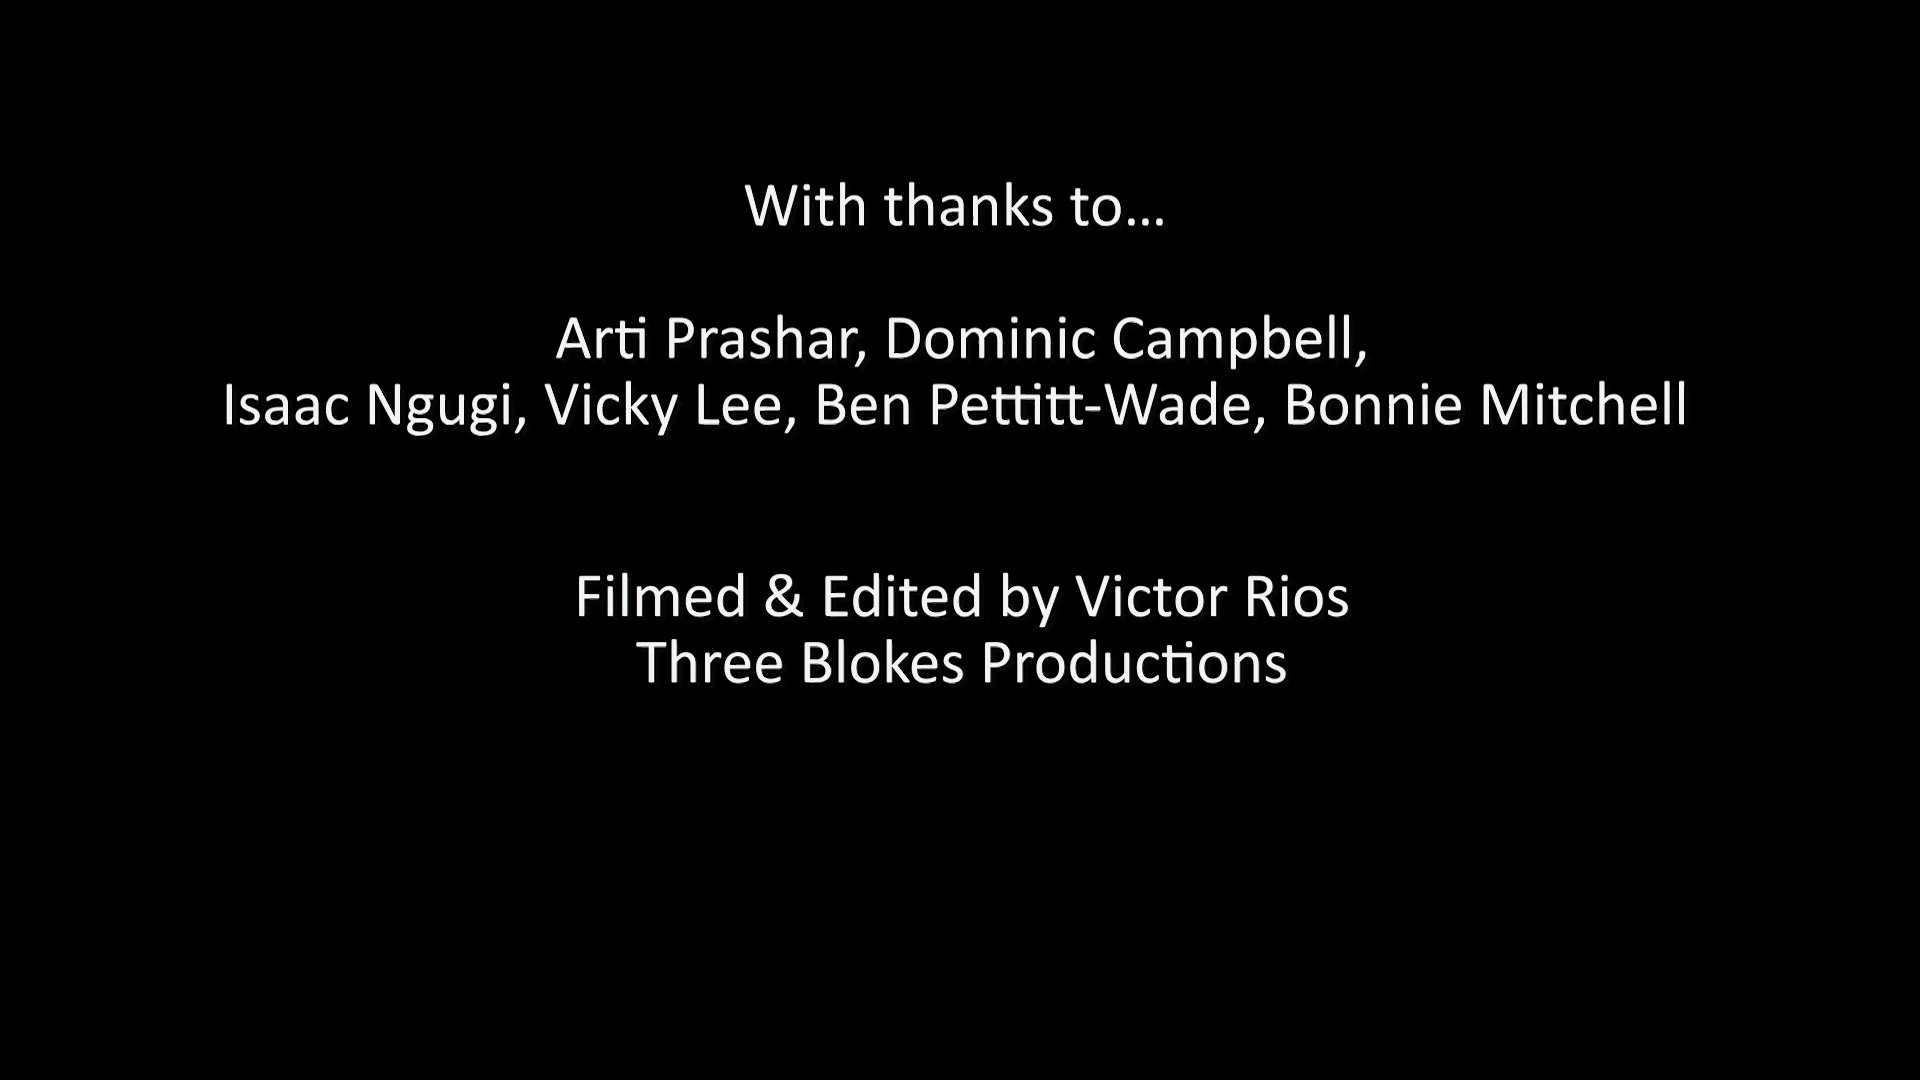 With thanks to...
Arti Prashar, Dominic Campbell,
Isaac Ngugi, Vicky Lee, Ben Pettitt-Wade, Bonnie Mitchell
Filmed & Edited by Victor Rios
Three Blokes Productions